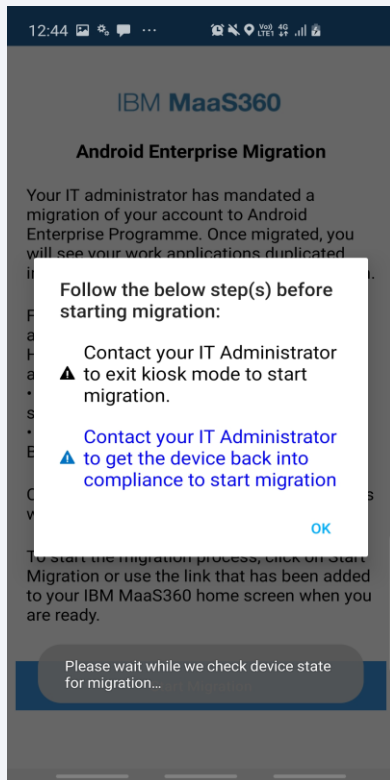 12:44
Voo) 4G
LTE1
IBM MaaS360
Android Enterprise Migration
Your IT administrator has mandated a
migration of your account to Android
Enterprise Programme. Once migrated, you
will see your work applications duplicated
Follow the below step(s) before
starting migration:
Contact your IT Administrator
to exit kiosk mode to start
migration.
Contact your IT Administrator
to get the device back into
compliance to start migration
OK
To start the migration process, click on Start
Migration or use the link that has been added
to your IBM MaaS360 home screen when you
are ready.
Please wait while we check device state
for migration...